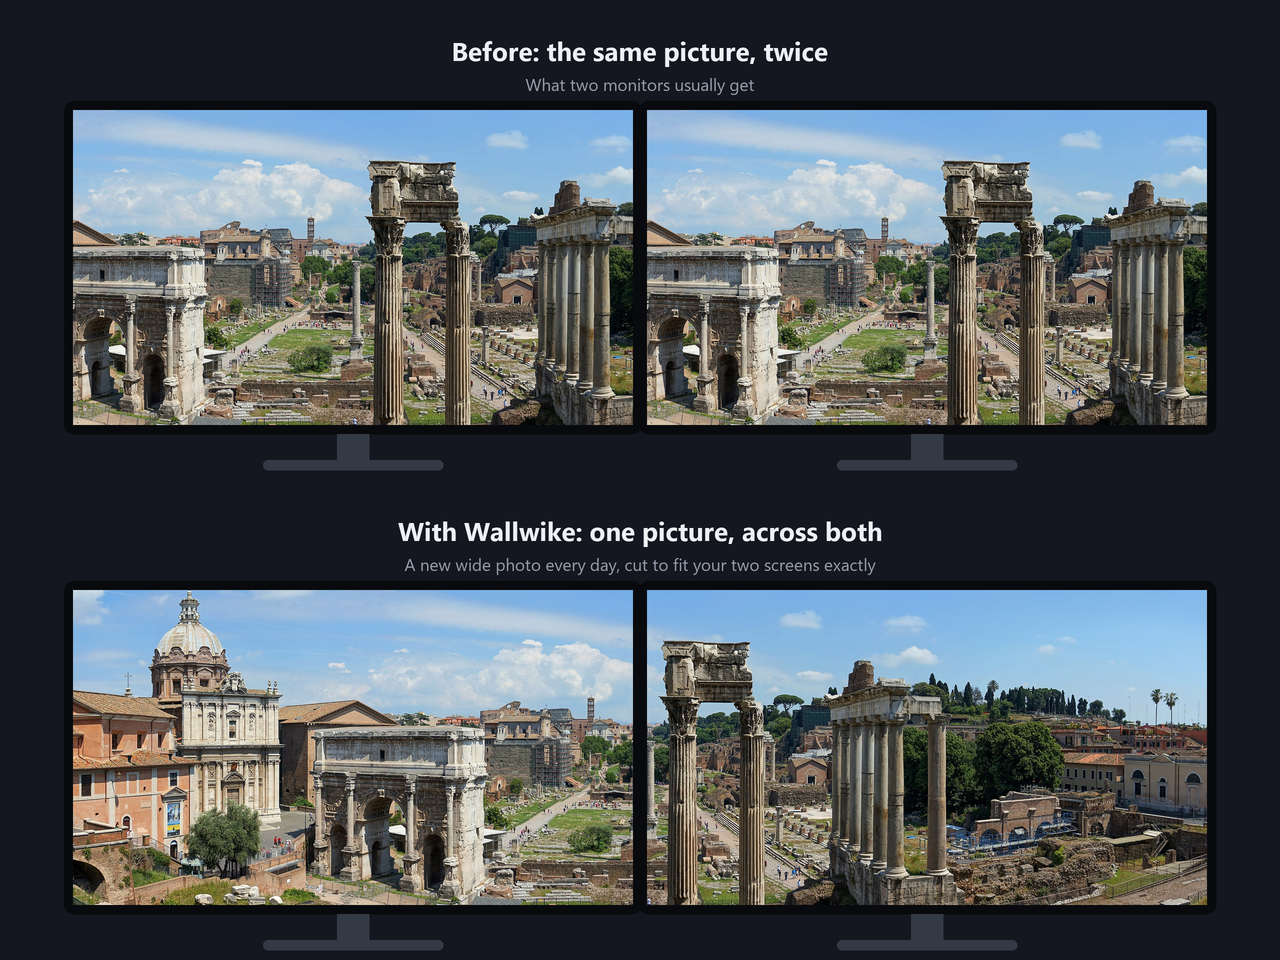 Before: the same picture, twice
What two monitors usually get
With Wallwike: one picture, across both
A new wide photo every day, cut to fit your two screens exactly